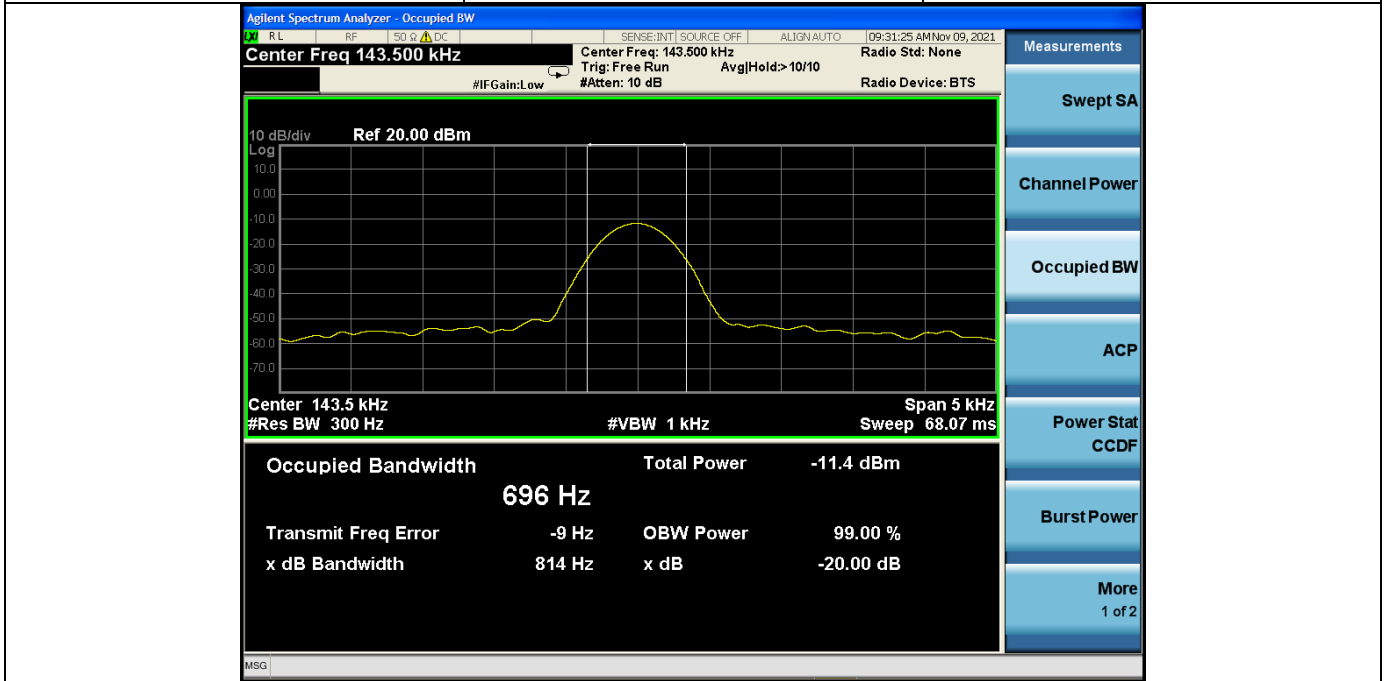 Agilent Spectrum Analyzer - Occupied BW
LXI RL RF 50 Ω DC SENSE:INT SOURCE OFF ALIGN AUTO 09:31:25 AM Nov 09, 2021
Center Freq 143.500 kHz
Center Freq: 143.500 kHz
Radio Std: None
Trig: Free Run Avg|Hold:> 10/10
#IFGain:Low
#Atten: 10 dB
Radio Device: BTS
10 dB/div Ref 20.00 dBm
Log
10.0
0.00
-10.0
-20.0
-30.0
-40.0
-50.0
-60.0
-70.0
Center 143.5 kHz Span 5 kHz
#Res BW 300 Hz #VBW 1 kHz Sweep 68.07 ms
Occupied Bandwidth Total Power -11.4 dBm
696 Hz
Transmit Freq Error -9 Hz OBW Power 99.00 %
x dB Bandwidth 814 Hz x dB -20.00 dB
MSG
Measurements
Swept SA
Channel Power
Occupied BW
ACP
Power Stat
CCDF
Burst Power
More
1 of 2